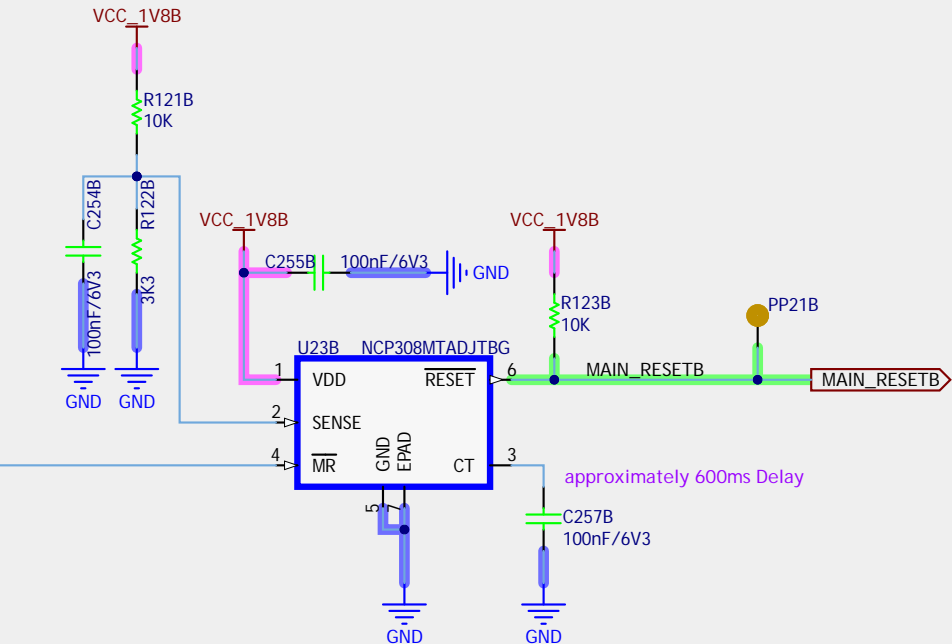 VCC_1V8B
R121B
10K
C254B
100nF/6V3
R122B
3K3
GND
GND
VCC_1V8B
C255B
100nF/6V3
GND
VCC_1V8B
R123B
10K
PP21B
U23B
NCP308MTADJTBG
1
VDD
RESET
6
MAIN_RESETB
MAIN_RESETB
2
SENSE
4
MR
GND
EPAD
CT
3
5
7
approximately 600ms Delay
C257B
100nF/6V3
GND
GND